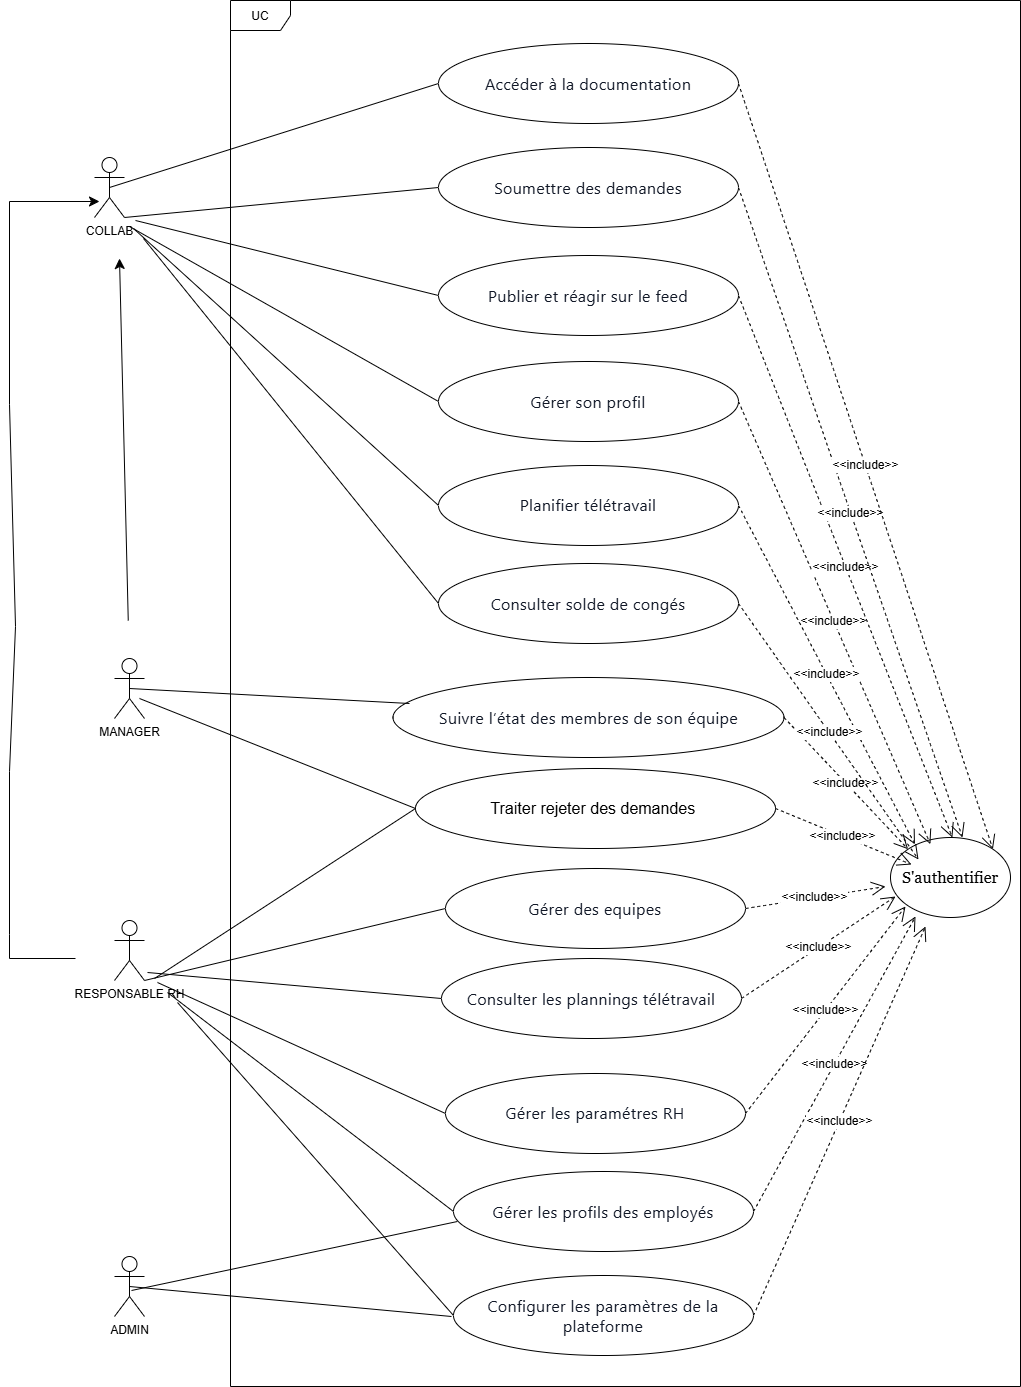 UC
Accéder à la documentation
Soumettre des demandes
COLLAB
Publier et réagir sur le feed
Gérer son profil
<<include>>
Planifier télétravail
<<include>>
<<include>>
Consulter solde de congés
<<include>>
<<include>>
Suivre l'état des membres de son équipe
MANAGER
<<include>>
<<include>>
Traiter rejeter des demandes
<<include>>
S'authentifier
<<include>>
Gérer des equipes
<<include>>
RESPONSABLE RH
Consulter les plannings télétravail
<<include>>
<<include>>
Gérer les paramétres RH
<<include>>
Gérer les profils des employés
Configurer les paramètres de la
plateforme
ADMIN